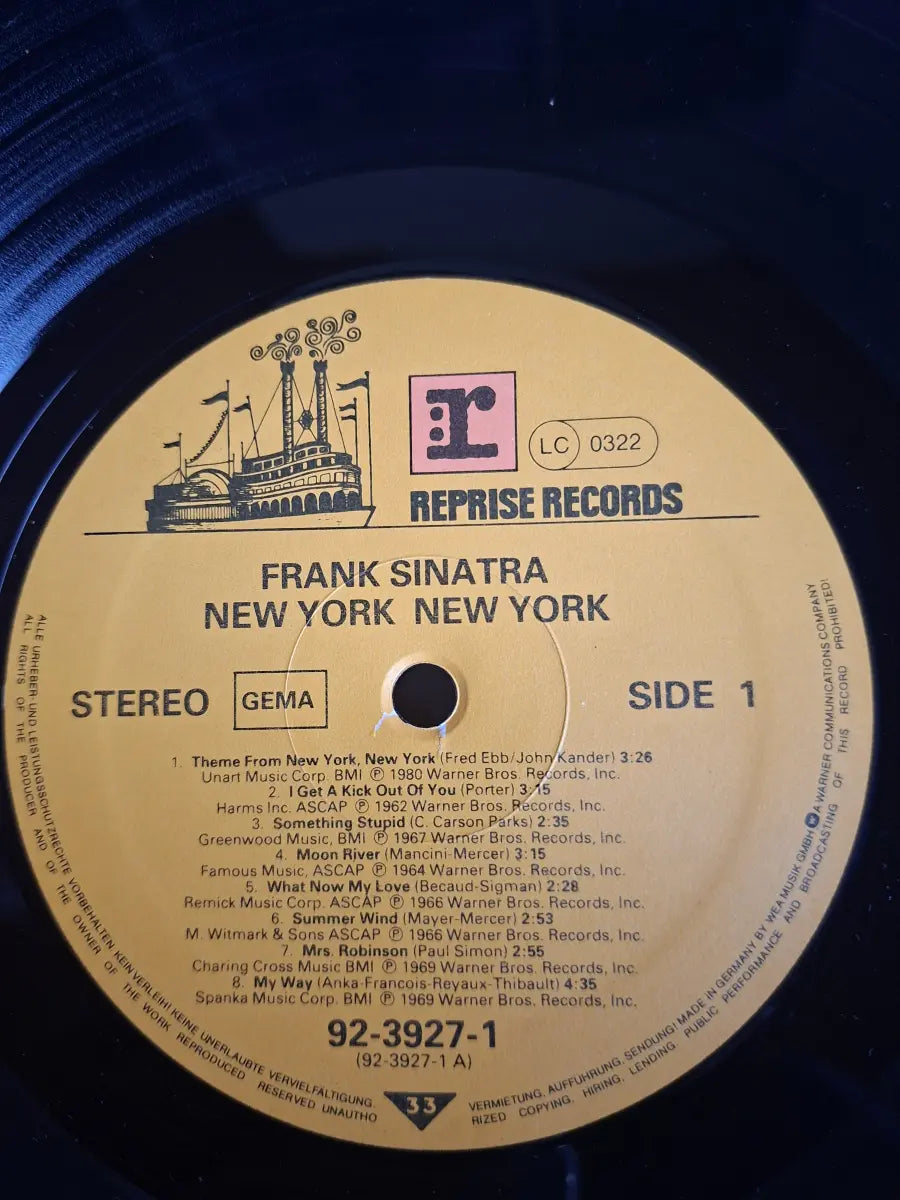 r
LC 0322
REPRISE RECORDS
FRANK SINATRA
NEW YORK NEW YORK
STEREO GEMA SIDE 1
1. Theme From New York, New York (Fred Ebb/John Kander) 3:26
Unart Music Corp. BMI Ⓟ 1980 Warner Bros. Records, Inc.
2. I Get A Kick Out Of You (Porter) 3:15
Harms Inc. ASCAP Ⓟ 1962 Warner Bros. Records, Inc.
3. Something Stupid (C. Carson Parks) 2:35
Greenwood Music, BMI Ⓟ 1967 Warner Bros. Records, Inc.
4. Moon River (Mancini-Mercer) 3:15
Famous Music, ASCAP Ⓟ 1964 Warner Bros. Records, Inc.
5. What Now My Love (Becaud-Sigman) 2:28
Remick Music Corp. ASCAP Ⓟ 1966 Warner Bros. Records, Inc.
6. Summer Wind (Mayer-Mercer) 2:53
M. Witmark & Sons ASCAP Ⓟ 1966 Warner Bros. Records, Inc.
7. Mrs. Robinson (Paul Simon) 2:55
Charing Cross Music BMI Ⓟ 1969 Warner Bros. Records, Inc.
8. My Way (Anka-Francois-Reyaux-Thibault) 4:35
Spanka Music Corp. BMI Ⓟ 1969 Warner Bros. Records, Inc.
92-3927-1
(92-3927-1 A)
33
ALLE URHEBER- UND LEISTUNGSSCHUTZRECHTE VORBEHALTEN. KEIN VERLEIH! KEINE UNERLAUBTE VERVIELFÄLTIGUNG, VERMIETUNG, AUFFÜHRUNG, SENDUNG! MADE IN GERMANY BY WEA MUSIK GMBH W A WARNER COMMUNICATIONS COMPANY
ALL RIGHTS OF THE PRODUCER AND OF THE OWNER OF THE WORK REPRODUCED RESERVED UNAUTHORIZED COPYING, HIRING, LENDING PUBLIC PERFORMANCE AND BROADCASTING OF THIS RECORD PROHIBITED!